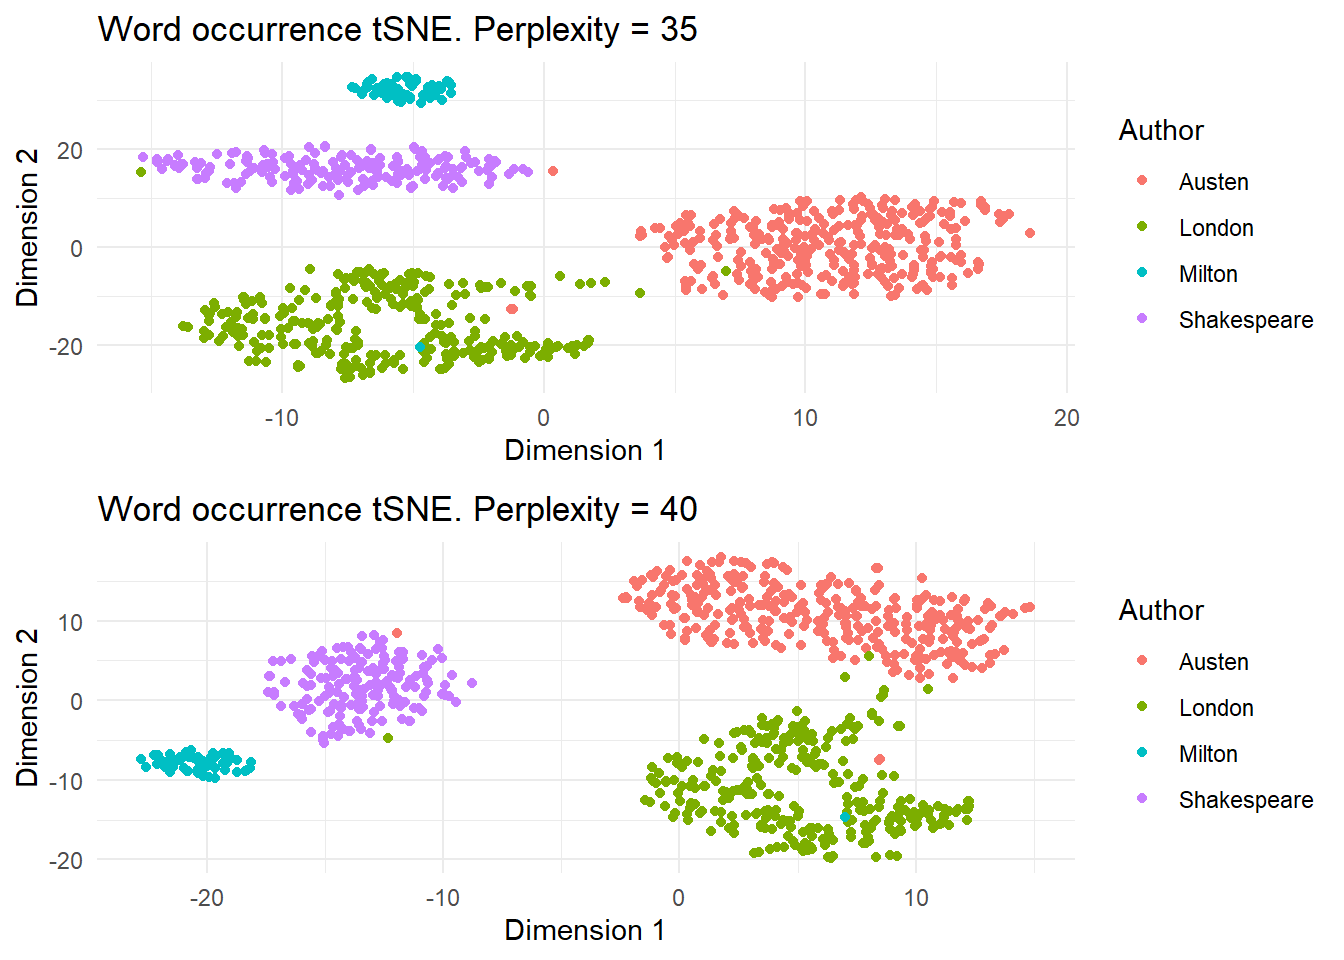 Word occurrence tSNE. Perplexity = 35
20
0
-20
Dimension 2
-10
0
10
20
Dimension 1
Author
Austen
London
Milton
Shakespeare
Word occurrence tSNE. Perplexity = 40
10
0
-10
-20
Dimension 2
-20
-10
0
10
Dimension 1
Author
Austen
London
Milton
Shakespeare